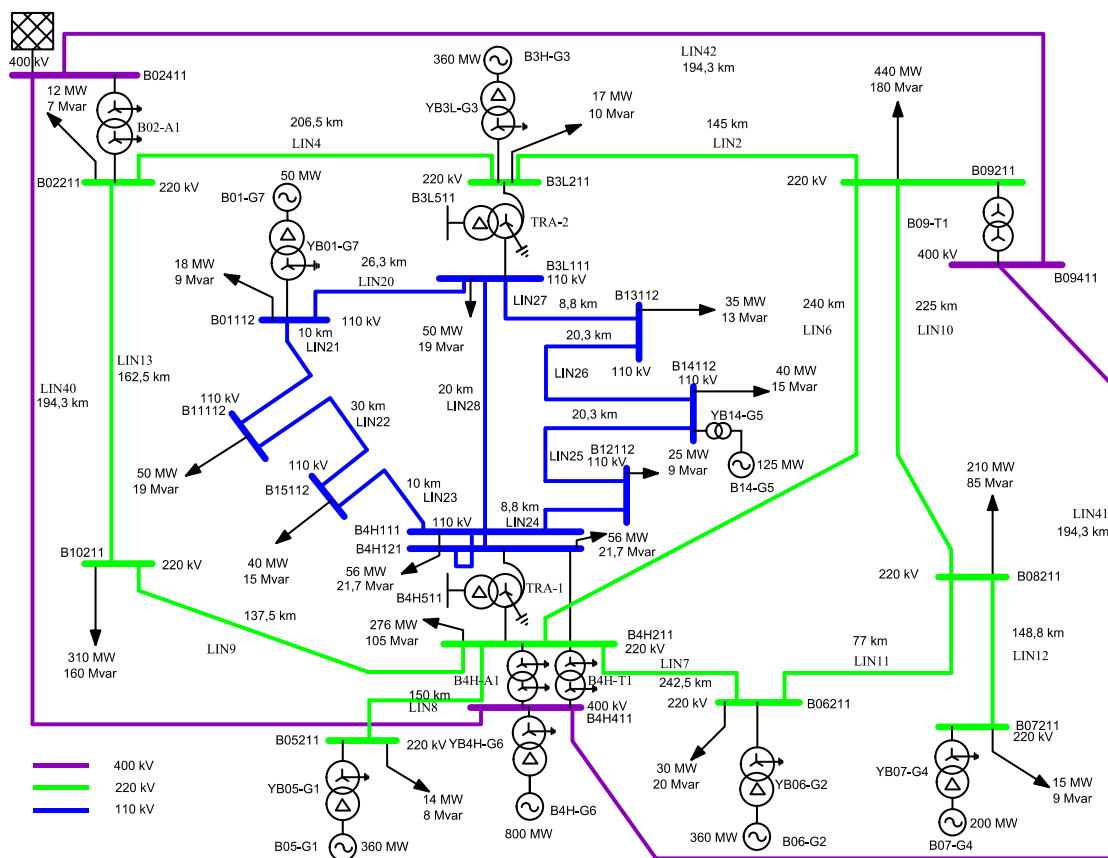 400 kV
B02411
12 MW
7 Mvar
B02-A1
B02211
220 kV
206,5 km
LIN4
360 MW
B3H-G3
YB3L-G3
17 MW
10 Mvar
LIN42
194,3 km
145 km
LIN2
440 MW
180 Mvar
220 kV
B3L211
220 kV
B09211
B09-T1
400 kV
B09411
50 MW
B01-G7
YB01-G7
B3L511
TRA-2
18 MW
9 Mvar
26,3 km
LIN20
B3L111
110 kV
B01112
110 kV
10 km
LIN21
50 MW
19 Mvar
LIN27
8,8 km
B13112
35 MW
13 Mvar
110 kV
20,3 km
LIN26
240 km
LIN6
225 km
LIN10
LIN13
162,5 km
LIN40
194,3 km
110 kV
B11112
30 km
LIN22
20 km
LIN28
B14112
110 kV
40 MW
15 Mvar
YB14-G5
20,3 km
25 MW
9 Mvar
125 MW
B14-G5
50 MW
19 Mvar
110 kV
B15112
10 km
LIN23
LIN25
B12112
110 kV
8,8 km
LIN24
210 MW
85 Mvar
LIN41
194,3 km
B4H111
110 kV
B4H121
56 MW
21,7 Mvar
40 MW
15 Mvar
56 MW
21,7 Mvar
B10211
220 kV
B4H511
TRA-1
220 kV
B08211
137,5 km
LIN9
276 MW
105 Mvar
B4H211
220 kV
310 MW
160 Mvar
B4H-A1
B4H-T1
LIN7
242,5 km
77 km
LIN11
148,8 km
LIN12
150 km
LIN8
400 kV
B4H411
220 kV
B06211
B07211
220 kV
B05211
220 kV
YB4H-G6
30 MW
20 Mvar
YB06-G2
YB07-G4
15 MW
9 Mvar
400 kV
220 kV
110 kV
YB05-G1
14 MW
8 Mvar
B4H-G6
800 MW
B05-G1
360 MW
360 MW
B06-G2
200 MW
B07-G4